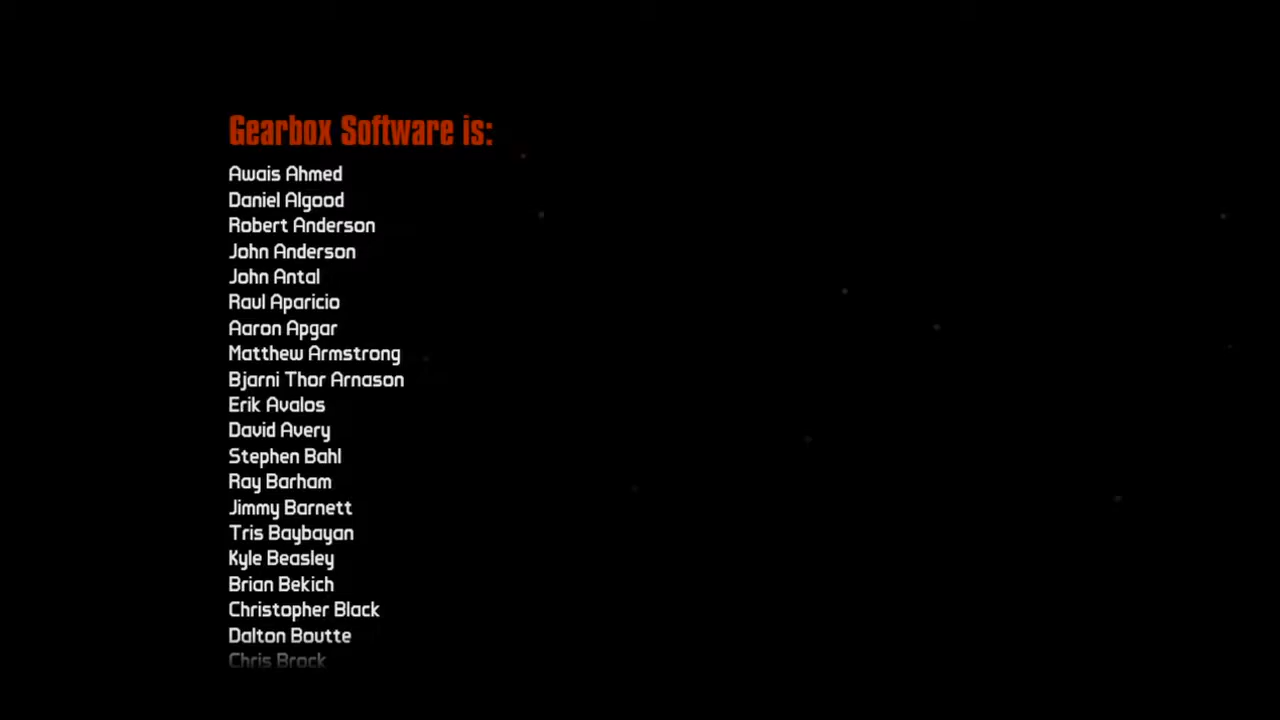 Gearbox Software is:
Awais Ahmed
Daniel Algood
Robert Anderson
John Anderson
John Antal
Raul Aparicio
Aaron Apgar
Matthew Armstrong
Bjarni Thor Arnason
Erik Avalos
David Avery
Stephen Bahl
Ray Barham
Jimmy Barnett
Tris Baybayan
Kyle Beasley
Brian Bekich
Christopher Black
Dalton Boutte
Chris Brock